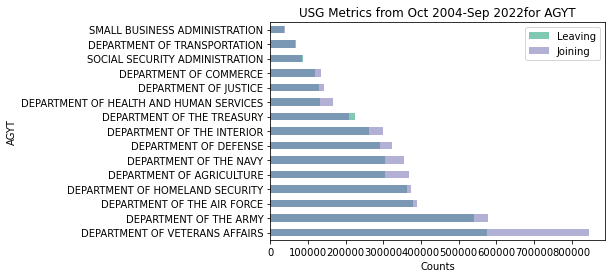 USG Metrics from Oct 2004-Sep 2022for AGYT
Leaving
Joining
SMALL BUSINESS ADMINISTRATION
DEPARTMENT OF TRANSPORTATION
SOCIAL SECURITY ADMINISTRATION
DEPARTMENT OF COMMERCE
DEPARTMENT OF JUSTICE
DEPARTMENT OF HEALTH AND HUMAN SERVICES
DEPARTMENT OF THE TREASURY
DEPARTMENT OF THE INTERIOR
DEPARTMENT OF DEFENSE
DEPARTMENT OF THE NAVY
DEPARTMENT OF AGRICULTURE
DEPARTMENT OF HOMELAND SECURITY
DEPARTMENT OF THE AIR FORCE
DEPARTMENT OF THE ARMY
DEPARTMENT OF VETERANS AFFAIRS
AGYT
0 100000 200000 300000 400000 500000 600000 700000 800000
Counts